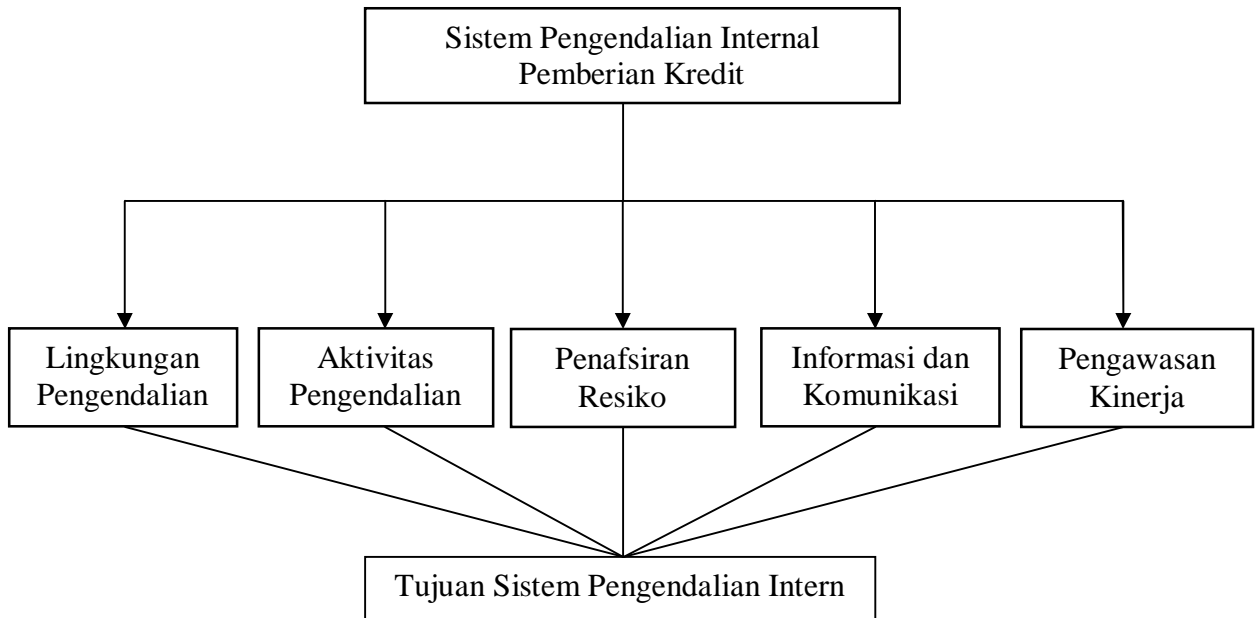 Sistem Pengendalian Internal
Pemberian Kredit
Lingkungan
Pengendalian
Aktivitas
Pengendalian
Penafsiran
Resiko
Informasi dan
Komunikasi
Pengawasan
Kinerja
Tujuan Sistem Pengendalian Intern